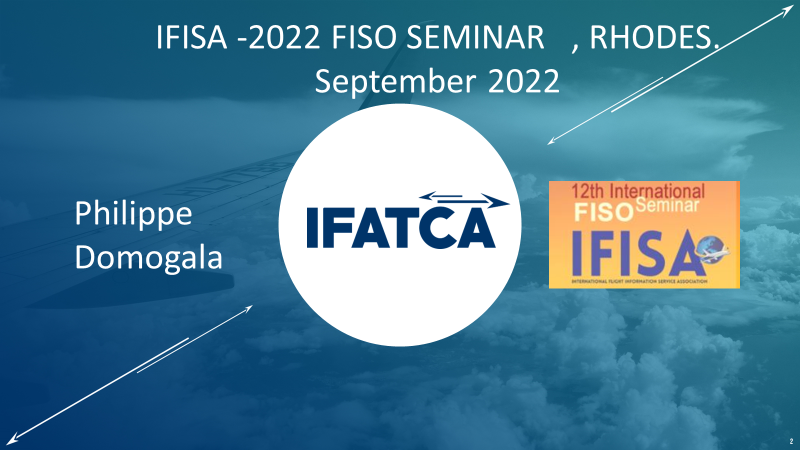 IFISA -2022 FISO SEMINAR , RHODES.
September 2022
Philippe
Domogala
IFATCA
12th International
FISO Seminar
IFISA
INTERNATIONAL FLIGHT INFORMATION SERVICE ASSOCIATION
2